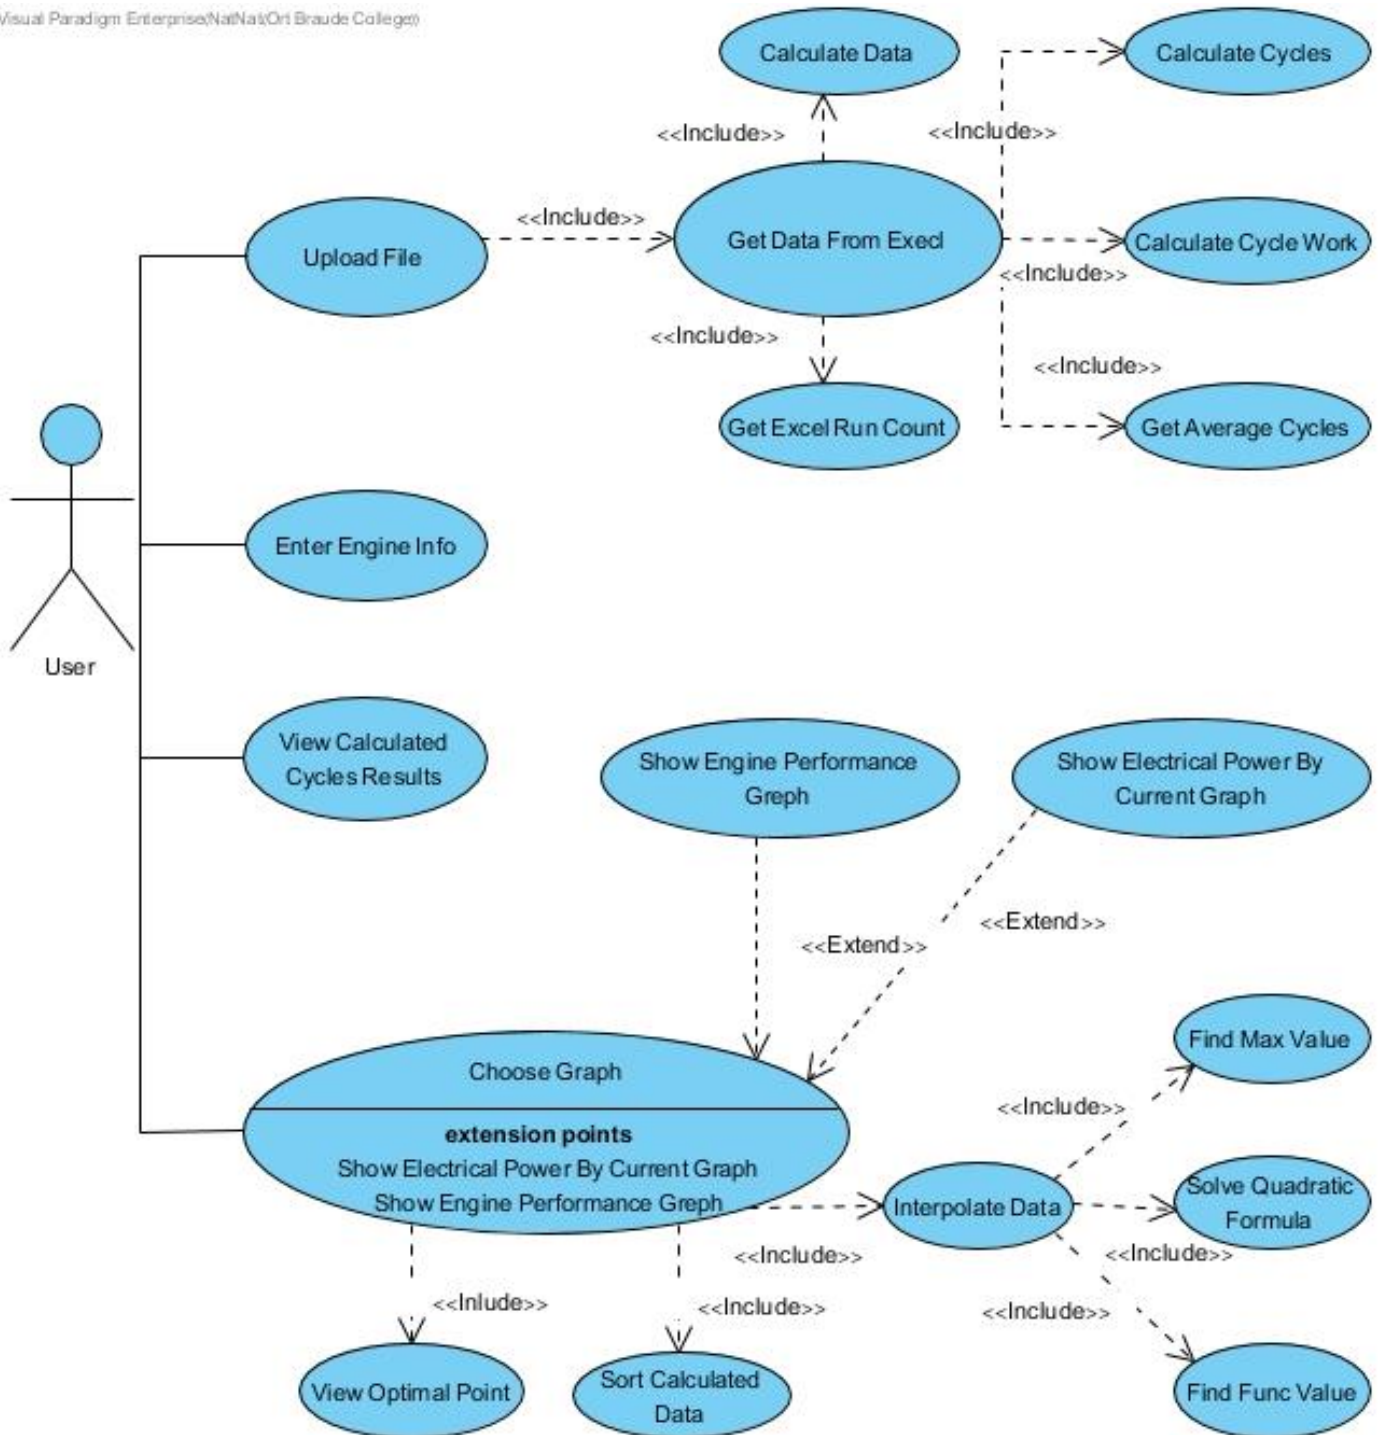 Visual Paradigm Enterprise(NatNat(Ort Braude College))
Calculate Data
Calculate Cycles
<<Include>>
<<Include>>
Upload File
<<Include>>
Get Data From Execl
Calculate Cycle Work
<<Include>>
<<Include>>
<<Include>>
Get Excel Run Count
Get Average Cycles
Enter Engine Info
User
View Calculated
Cycles Results
Show Engine Performance
Greph
Show Electrical Power By
Current Graph
<<Extend>>
<<Extend>>
Choose Graph
extension points
Show Electrical Power By Current Graph
Show Engine Performance Greph
Find Max Value
<<Include>>
Interpolate Data
Solve Quadratic
Formula
<<Include>>
<<Include>>
<<Inlude>>
<<Include>>
<<Include>>
View Optimal Point
Sort Calculated
Data
Find Func Value